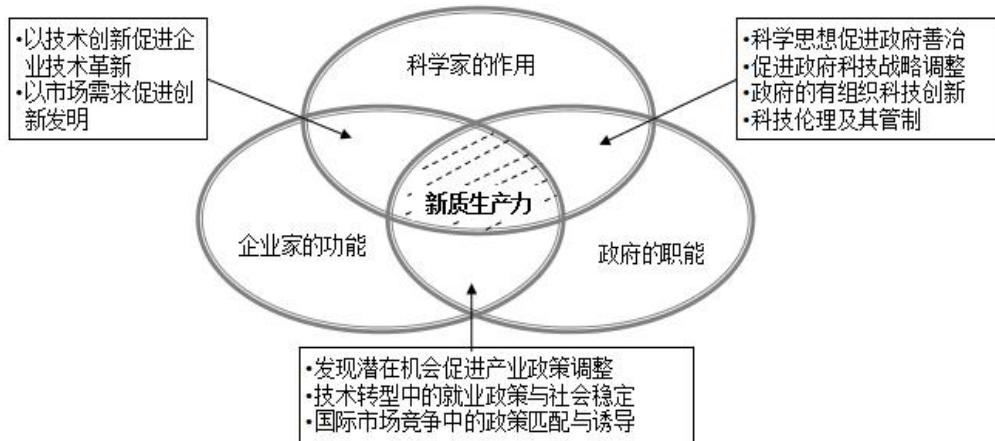 •以技术创新促进企
业技术革新
•以市场需求促进创
新发明
科学家的作用
•科学思想促进政府善治
•促进政府科技战略调整
•政府的有组织科技创新
•科技伦理及其管制
新质生产力
企业家的功能
政府的职能
•发现潜在机会促进产业政策调整
•技术转型中的就业政策与社会稳定
•国际市场竞争中的政策匹配与诱导